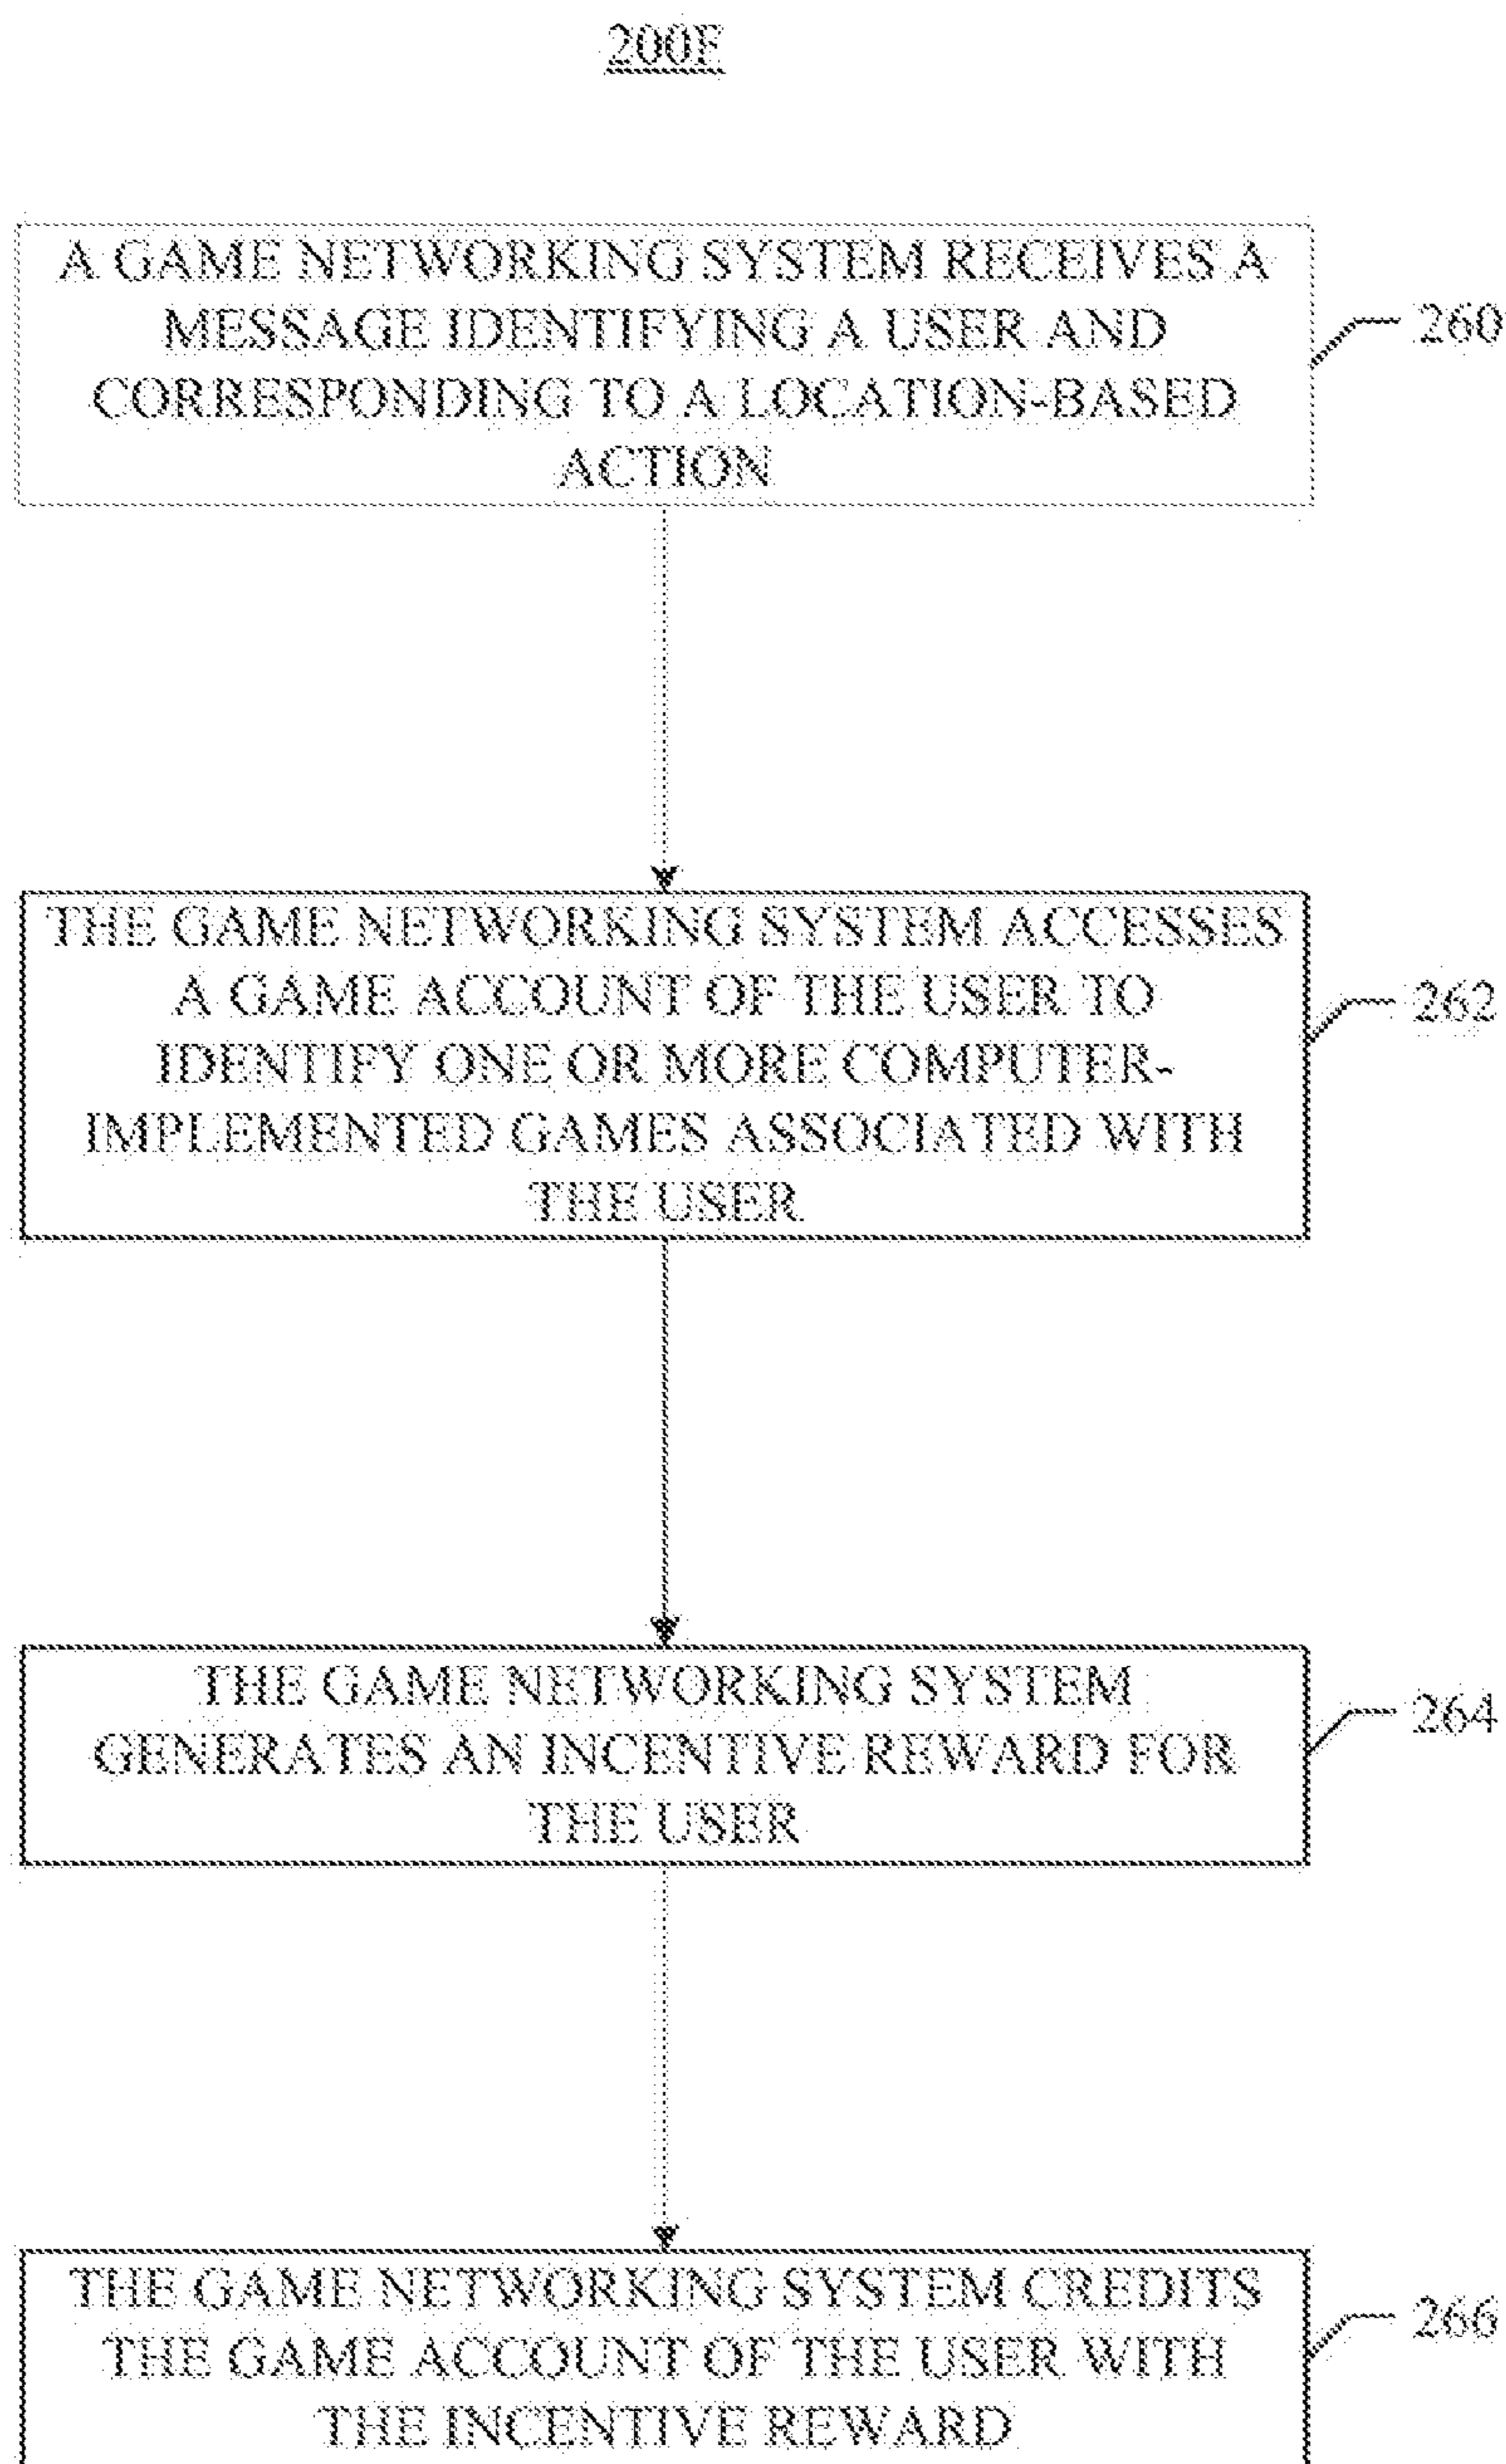 200F
A GAME NETWORKING SYSTEM RECEIVES A
MESSAGE IDENTIFYING A USER AND
CORRESPONDING TO A LOCATION-BASED
ACTION
260
THE GAME NETWORKING SYSTEM ACCESSES
A GAME ACCOUNT OF THE USER TO
IDENTIFY ONE OR MORE COMPUTER-
IMPLEMENTED GAMES ASSOCIATED WITH
THE USER
262
THE GAME NETWORKING SYSTEM
GENERATES AN INCENTIVE REWARD FOR
THE USER
264
THE GAME NETWORKING SYSTEM CREDITS
THE GAME ACCOUNT OF THE USER WITH
THE INCENTIVE REWARD
266